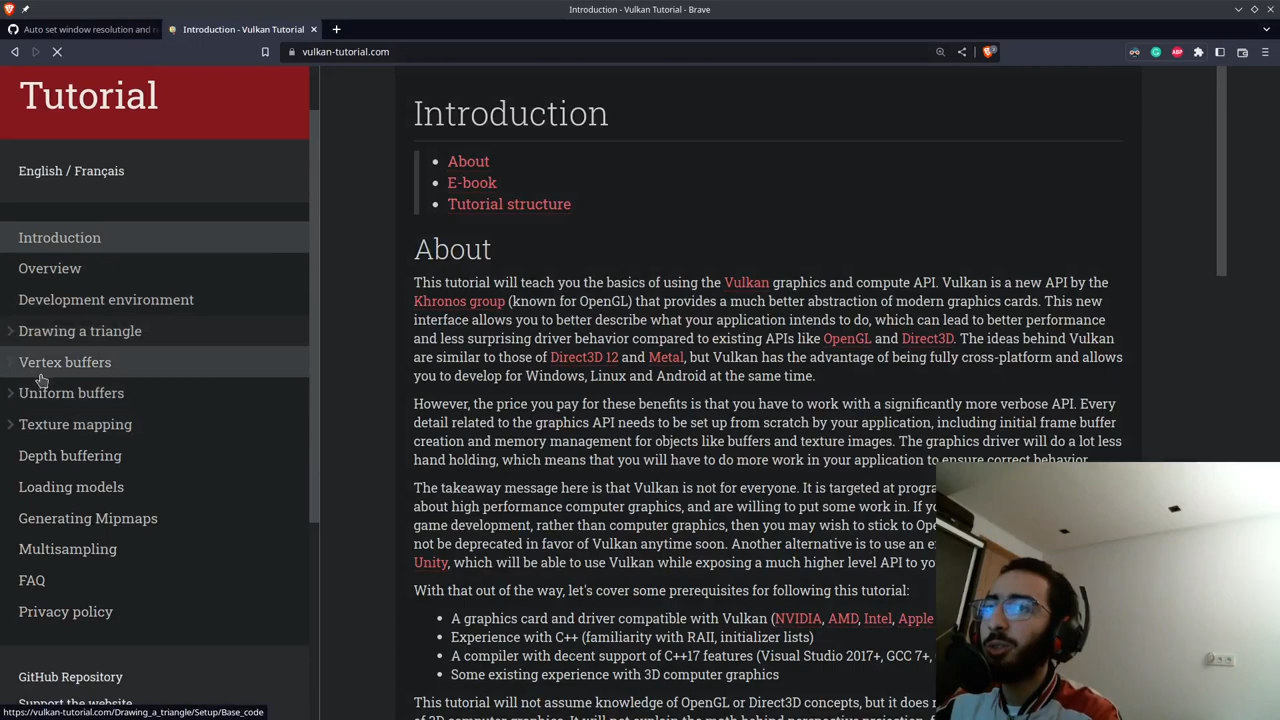 Introduction - Vulkan Tutorial - Brave
Auto set window resolution and
Introduction - Vulkan Tutorial
vulkan-tutorial.com
ABP
Tutorial
English / Français
Introduction
Overview
Development environment
Drawing a triangle
Vertex buffers
Uniform buffers
Texture mapping
Depth buffering
Loading models
Generating Mipmaps
Multisampling
FAQ
Privacy policy
GitHub Repository
Support the website
https://vulkan-tutorial.com/Drawing_a_triangle/Setup/Base_code
Introduction
About
E-book
Tutorial structure
About
This tutorial will teach you the basics of using the Vulkan graphics and compute API. Vulkan is a new API by the
Khronos group (known for OpenGL) that provides a much better abstraction of modern graphics cards. This new
interface allows you to better describe what your application intends to do, which can lead to better performance
and less surprising driver behavior compared to existing APIs like OpenGL and Direct3D. The ideas behind Vulkan
are similar to those of Direct3D 12 and Metal, but Vulkan has the advantage of being fully cross-platform and allows
you to develop for Windows, Linux and Android at the same time.
However, the price you pay for these benefits is that you have to work with a significantly more verbose API. Every
detail related to the graphics API needs to be set up from scratch by your application, including initial frame buffer
creation and memory management for objects like buffers and texture images. The graphics driver will do a lot less
hand holding, which means that you will have to do more work in your application to ensure correct behavior.
The takeaway message here is that Vulkan is not for everyone. It is targeted at progra
about high performance computer graphics, and are willing to put some work in. If yo
game development, rather than computer graphics, then you may wish to stick to Op
not be deprecated in favor of Vulkan anytime soon. Another alternative is to use an e
Unity, which will be able to use Vulkan while exposing a much higher level API to yo
With that out of the way, let's cover some prerequisites for following this tutorial:
A graphics card and driver compatible with Vulkan (NVIDIA, AMD, Intel, Apple
Experience with C++ (familiarity with RAII, initializer lists)
A compiler with decent support of C++17 features (Visual Studio 2017+, GCC 7+,
Some existing experience with 3D computer graphics
This tutorial will not assume knowledge of OpenGL or Direct3D concepts, but it does